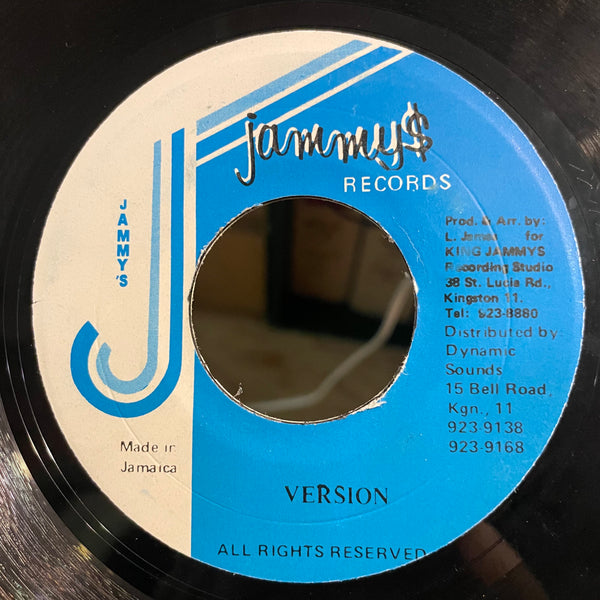 jammy$
RECORDS
JAMMY'S
Prod. & Arr. by:
L. James for
KING JAMMYS
Recording Studio
38 St. Lucia Rd.,
Kingston 11.
Tel: 923-8860
Distributed by:
Dynamic
Sounds
15 Bell Road,
Kgn., 11
923-9138
923-9168
Made in
Jamaica
VERSION
ALL RIGHTS RESERVED